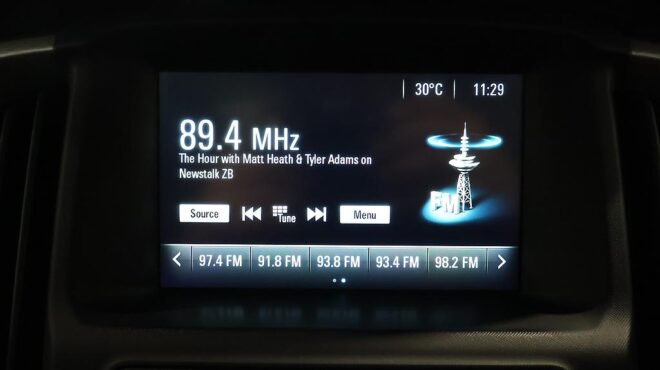 30°C 11:29
89.4 MHz
The Hour with Matt Heath & Tyler Adams on
Newstalk ZB
FM
Source Tune Menu
97.4 FM 91.8 FM 93.8 FM 93.4 FM 98.2 FM